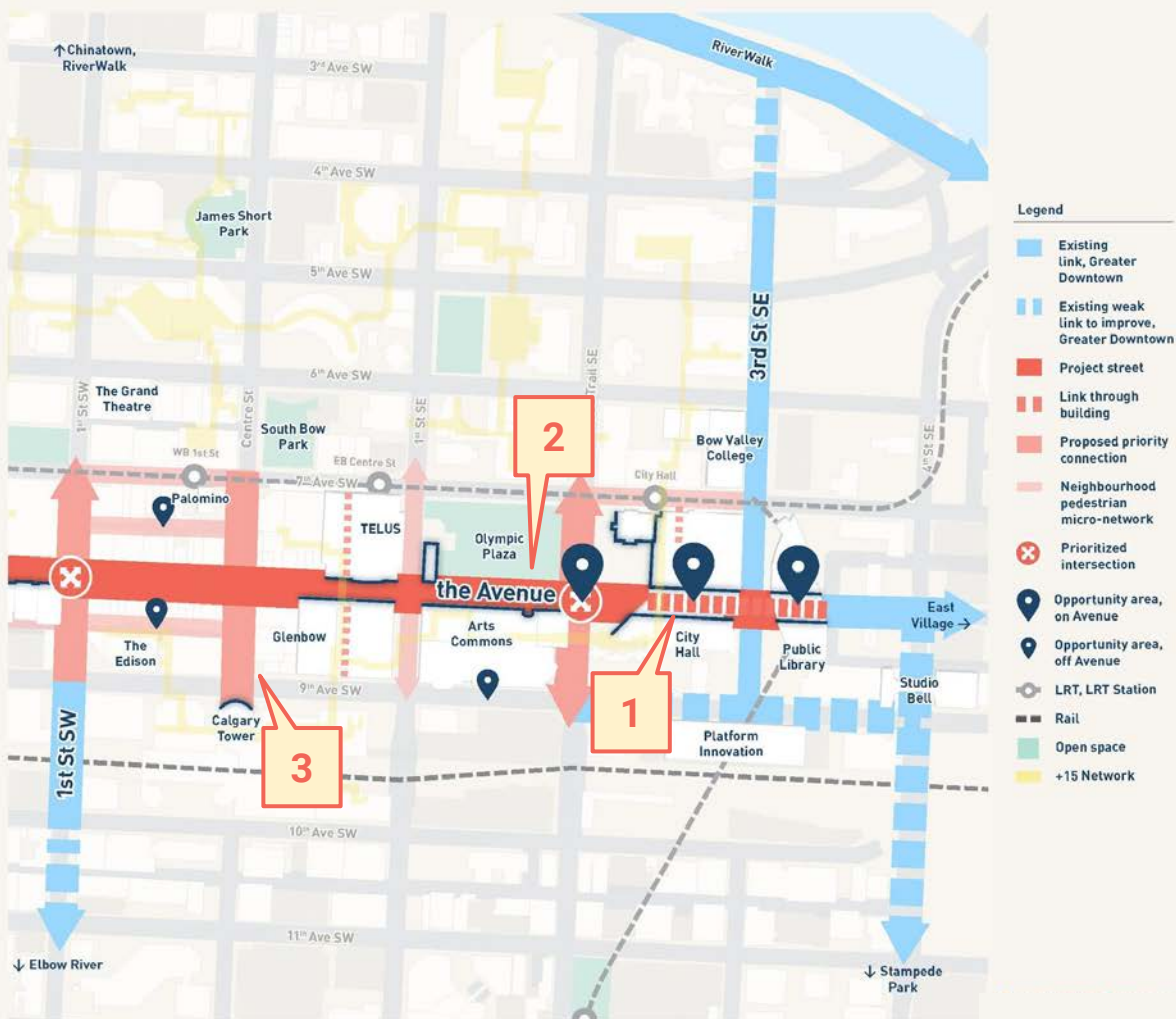 ↑ Chinatown,
RiverWalk
3rd Ave SW
RiverWalk
4th Ave SW
James Short
Park
5th Ave SW
3rd St SE
Trail SE
6th Ave SW
The Grand
Theatre
1st St SW
Centre St
South Bow
Park
1st St SE
2
Bow Valley
College
4th St SE
WB 1st St
EB Centre St
7th Ave SW
City Hall
Palomino
TELUS
Olympic
Plaza
the Avenue
East
Village →
The
Edison
Glenbow
Arts
Commons
City
Hall
Public
Library
1
9th Ave SW
Studio
Bell
Calgary
Tower
3
Platform
Innovation
1st St SW
10th Ave SW
11th Ave SW
↓ Elbow River
↓ Stampede
Park
Legend
Existing
link, Greater
Downtown
Existing weak
link to improve,
Greater Downtown
Project street
Link through
building
Proposed priority
connection
Neighbourhood
pedestrian
micro-network
Prioritized
intersection
Opportunity area,
on Avenue
Opportunity area,
off Avenue
LRT, LRT Station
Rail
Open space
+15 Network